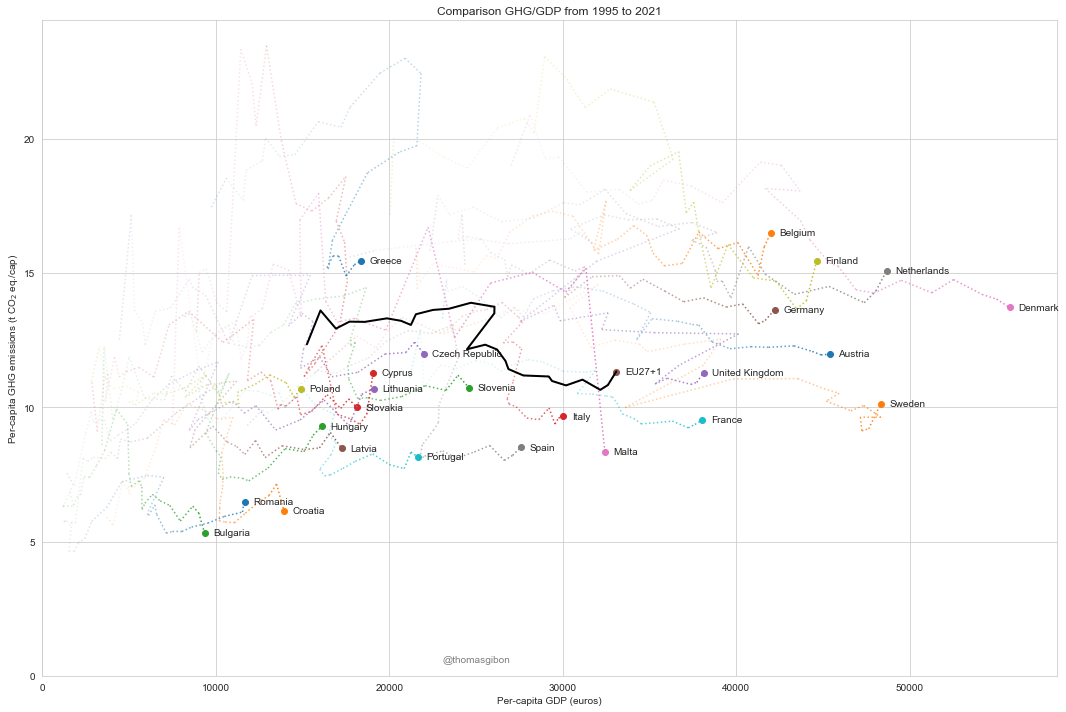 Comparison GHG/GDP from 1995 to 2021
Per-capita GHG emissions (t CO2 eq./cap)
20
15
10
5
0
Belgium
Greece
Finland
Netherlands
Denmark
Germany
Czech Republic
Austria
Cyprus
EU27+1
United Kingdom
Poland
Lithuania
Slovenia
Slovakia
Sweden
Italy
France
Hungary
Latvia
Spain
Malta
Portugal
Romania
Croatia
Bulgaria
@thomasgibon
0 10000 20000 30000 40000 50000
Per-capita GDP (euros)